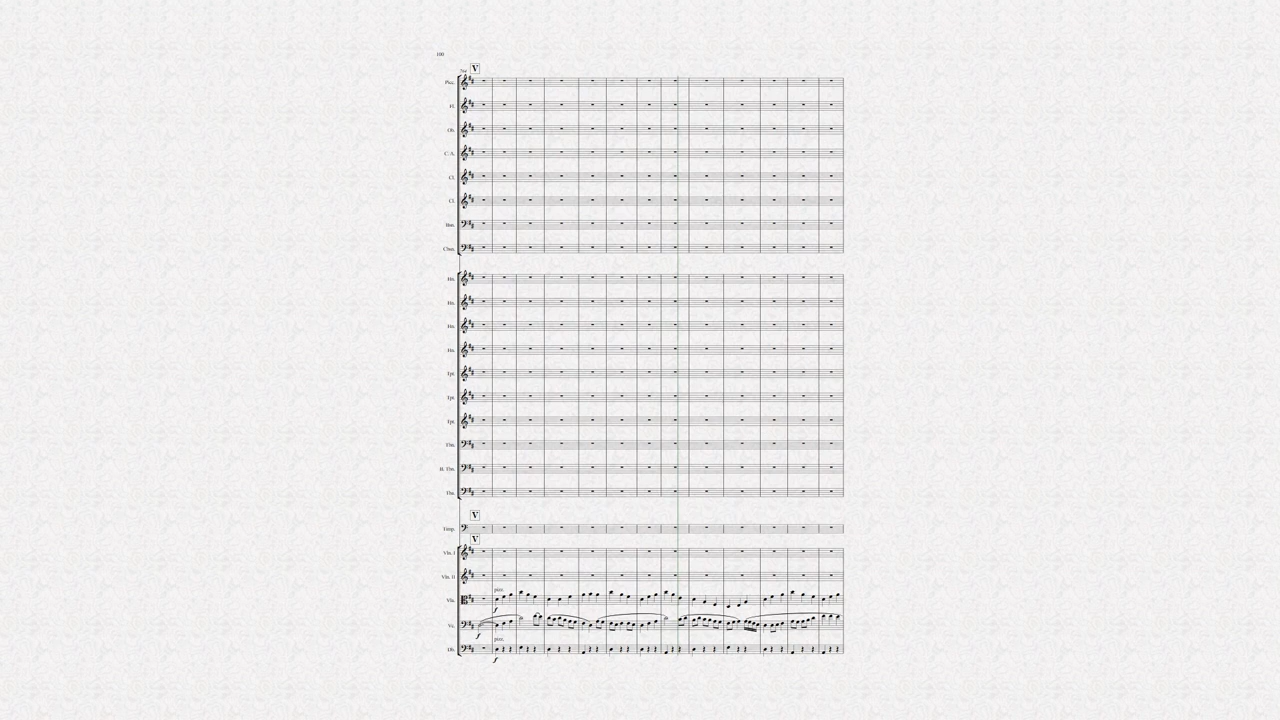 100
V
Picc.
Fl.
Ob.
C. A.
Cl.
Cl.
Bsn.
Cbsn.
Hn.
Hn.
Hn.
Hn.
Tpt.
Tpt.
Tpt.
Tbn.
B. Tbn.
Tba.
V
Timp.
V
Vln. I
Vln. II
pizz.
Vla.
f
Vc.
f
pizz.
Db.
f